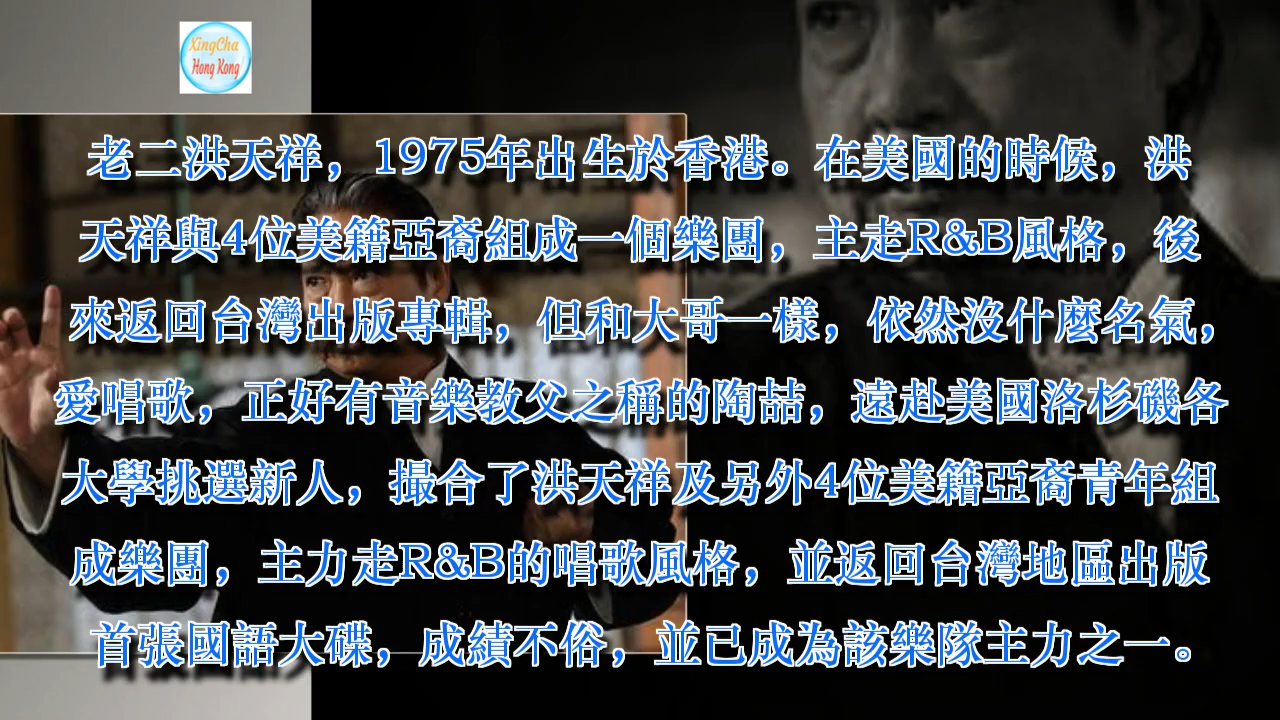 XingCha
Hong Kong
老二洪天祥，1975年出生於香港。在美國的時候，洪
天祥與4位美籍亞裔組成一個樂團，主走R&B風格，後
來返回台灣出版專輯，但和大哥一樣，依然沒什麼名氣，
愛唱歌，正好有音樂教父之稱的陶喆，遠赴美國洛杉磯各
大學挑選新人，撮合了洪天祥及另外4位美籍亞裔青年組
成樂團，主力走R&B的唱歌風格，並返回台灣地區出版
首張國語大碟，成績不俗，並已成為該樂隊主力之一。